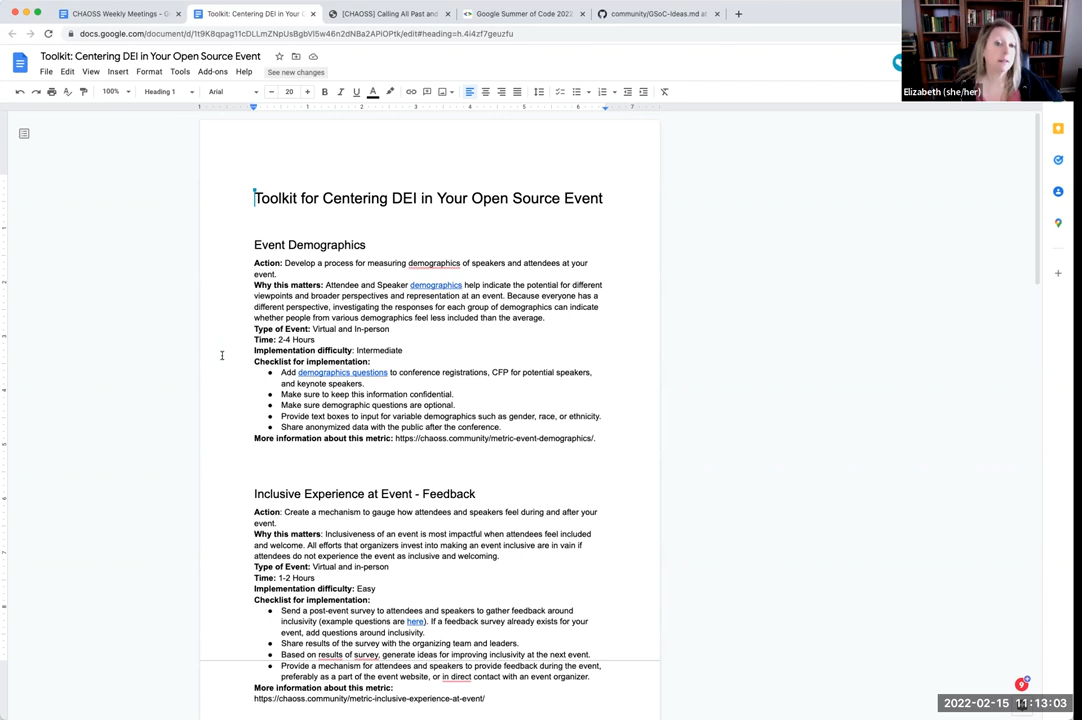 CHAOSS Weekly Meetings - G
Toolkit: Centering DEI in Your O
[CHAOSS] Calling All Past and
Google Summer of Code 2022
community/GSoC-Ideas.md at
docs.google.com/document/d/1t9K8qpag11cDLLmZNpUsBgbVl5w46n2dNBa2APiOPtk/edit#heading=h.4i4zf7geuzfu
Toolkit: Centering DEI in Your Open Source Event
File Edit View Insert Format Tools Add-ons Help See new changes
100% Heading 1 Arial 20
Elizabeth (she/her)
Toolkit for Centering DEI in Your Open Source Event
Event Demographics
Action: Develop a process for measuring demographics of speakers and attendees at your
event.
Why this matters: Attendee and Speaker demographics help indicate the potential for different
viewpoints and broader perspectives and representation at an event. Because everyone has a
different perspective, investigating the responses for each group of demographics can indicate
whether people from various demographics feel less included than the average.
Type of Event: Virtual and In-person
Time: 2-4 Hours
Implementation difficulty: Intermediate
Checklist for implementation:
● Add demographics questions to conference registrations, CFP for potential speakers,
and keynote speakers.
● Make sure to keep this information confidential.
● Make sure demographic questions are optional.
● Provide text boxes to input for variable demographics such as gender, race, or ethnicity.
● Share anonymized data with the public after the conference.
More information about this metric: https://chaoss.community/metric-event-demographics/.
Inclusive Experience at Event - Feedback
Action: Create a mechanism to gauge how attendees and speakers feel during and after your
event.
Why this matters: Inclusiveness of an event is most impactful when attendees feel included
and welcome. All efforts that organizers invest into making an event inclusive are in vain if
attendees do not experience the event as inclusive and welcoming.
Type of Event: Virtual and in-person
Time: 1-2 Hours
Implementation difficulty: Easy
Checklist for implementation:
● Send a post-event survey to attendees and speakers to gather feedback around
inclusivity (example questions are here). If a feedback survey already exists for your
event, add questions around inclusivity.
● Share results of the survey with the organizing team and leaders.
● Based on results of survey, generate ideas for improving inclusivity at the next event.
● Provide a mechanism for attendees and speakers to provide feedback during the event,
preferably as a part of the event website, or in direct contact with an event organizer.
More information about this metric:
https://chaoss.community/metric-inclusive-experience-at-event/
9
2022-02-15 11:13:03